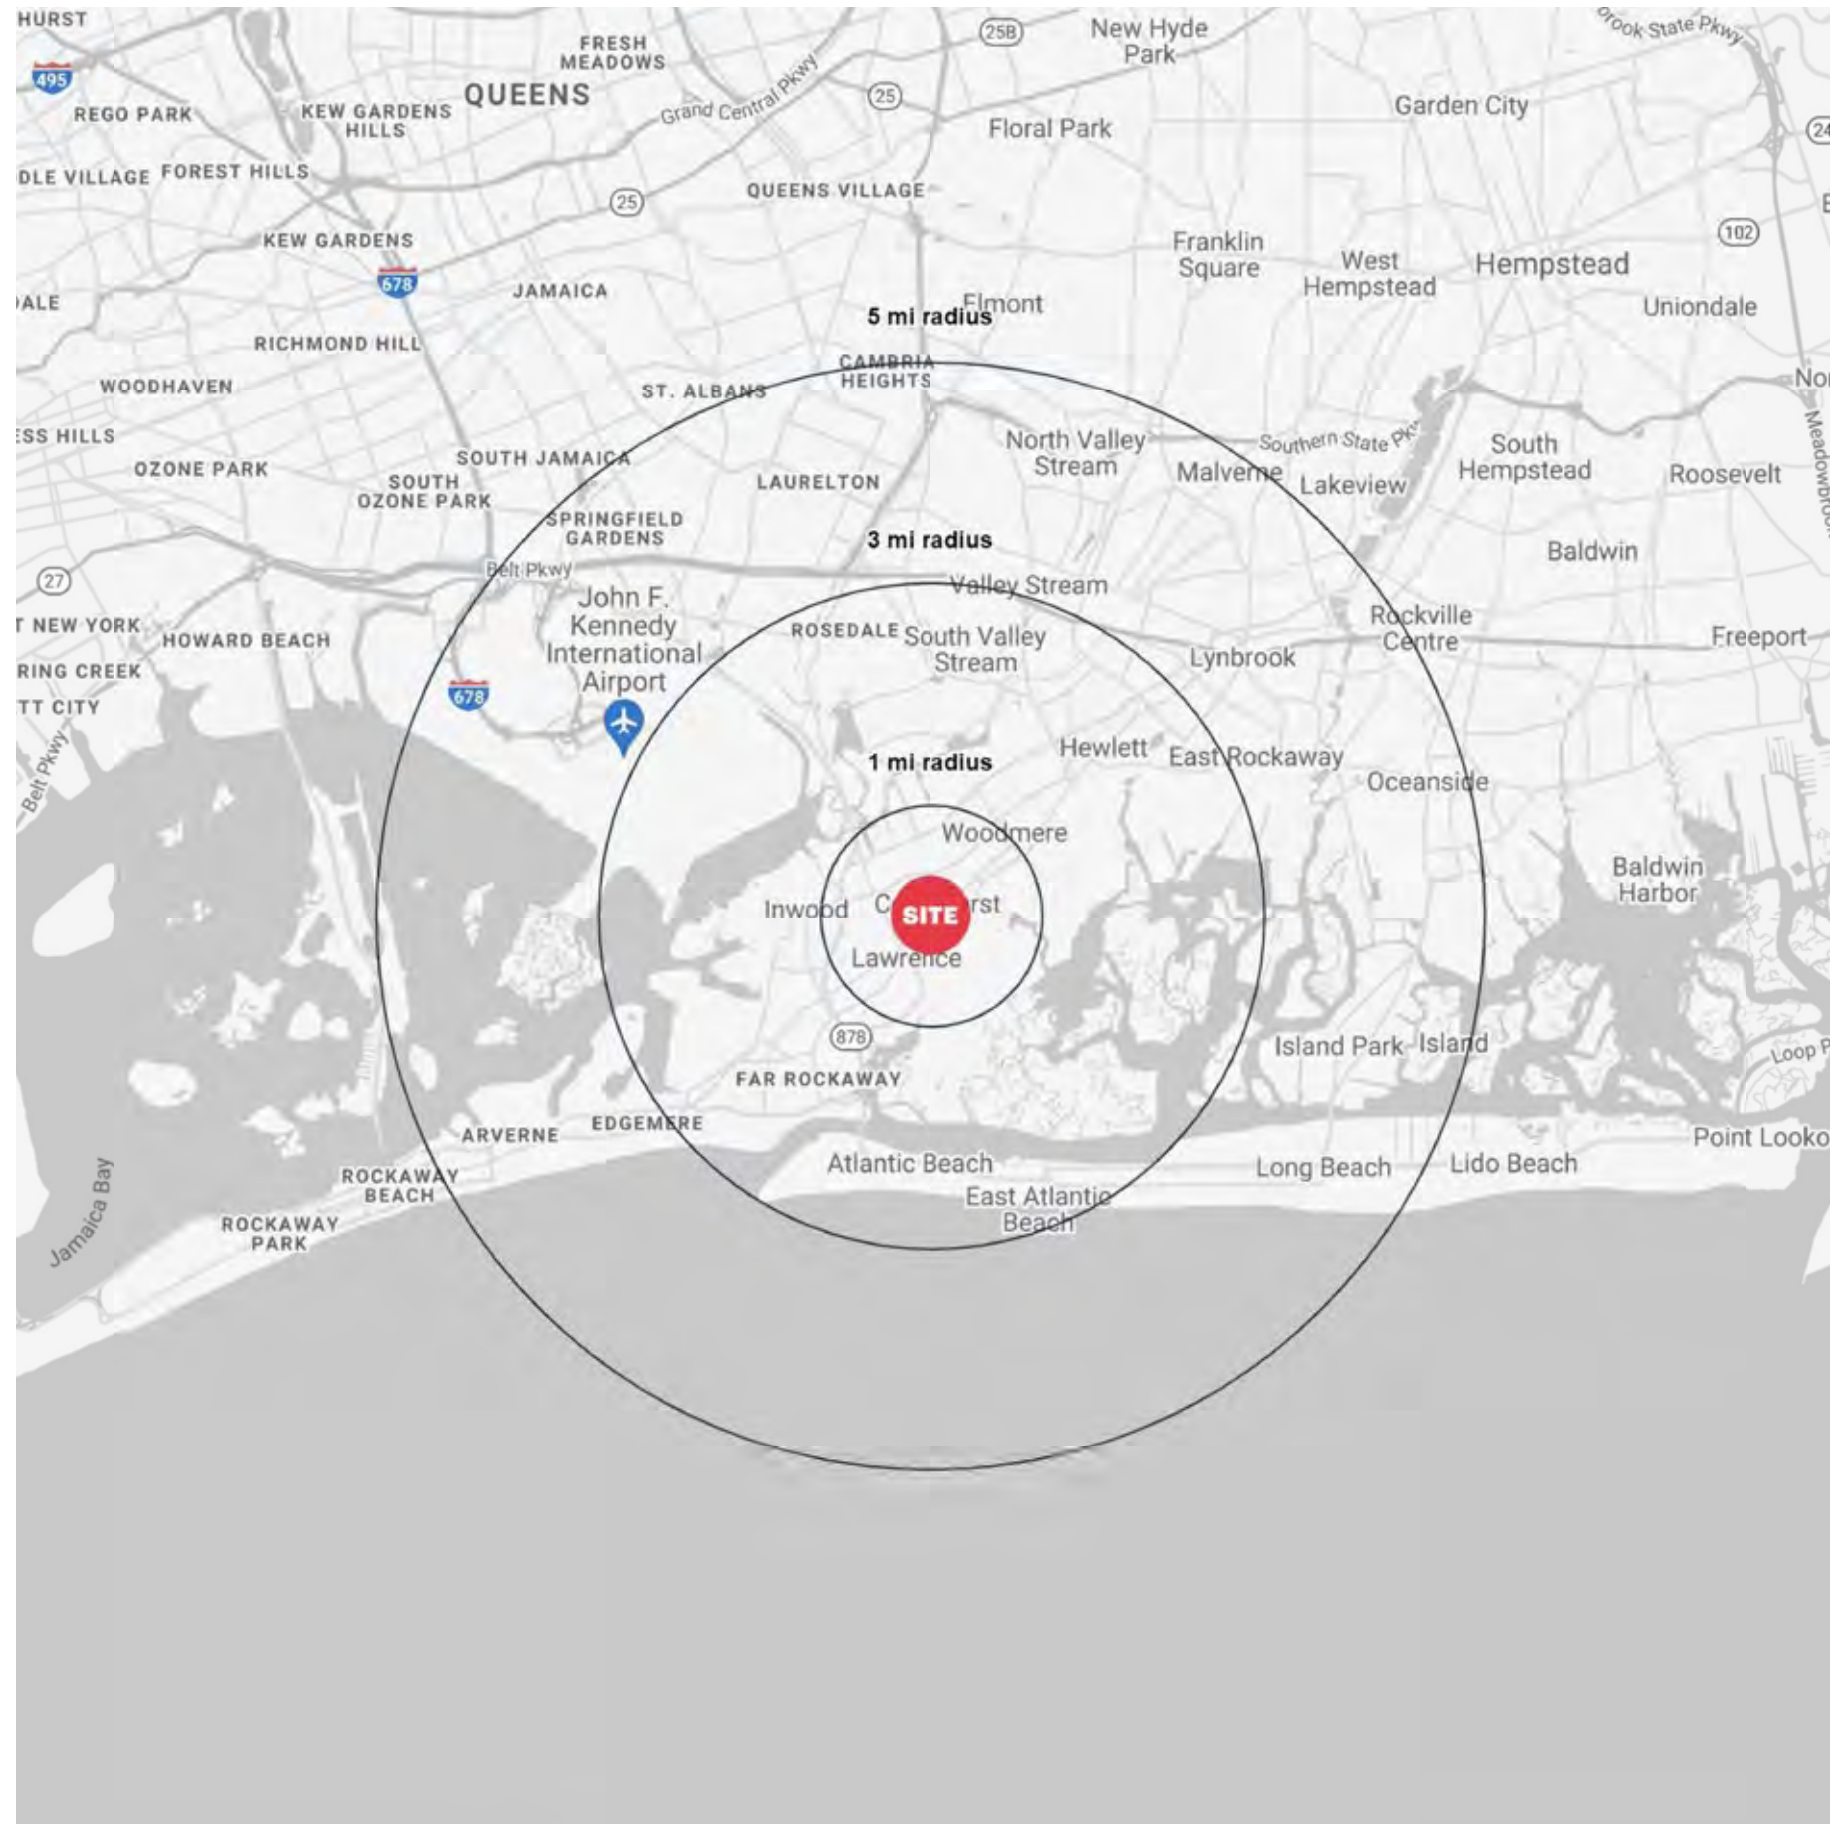 HURST
25B
New Hyde
Park
FRESH
MEADOWS
QUEENS
495
REGO PARK
KEW GARDENS
HILLS
Grand Central Pkwy
25
Floral Park
Garden City
24
DLE VILLAGE
FOREST HILLS
25
QUEENS VILLAGE
KEW GARDENS
678
JAMAICA
Franklin
Square
West
Hempstead
Hempstead
102
Uniondale
Elmont
5 mi radius
RICHMOND HILL
CAMBRIA
HEIGHTS
WOODHAVEN
ST. ALBANS
ESS HILLS
OZONE PARK
SOUTH JAMAICA
SOUTH
OZONE PARK
LAURELTON
North Valley
Stream
Southern State Pkw
Malverne
Lakeview
South
Hempstead
Roosevelt
SPRINGFIELD
GARDENS
3 mi radius
Baldwin
27
Belt Pkwy
John F.
Kennedy
International
Airport
Valley Stream
ROSEDALE
South Valley
Stream
Lynbrook
Rockville
Centre
Freeport
T NEW YORK
HOWARD BEACH
RING CREEK
TT CITY
678
Belt Pkwy
1 mi radius
Hewlett
East Rockaway
Oceanside
Woodmere
Baldwin
Harbor
Inwood
C
SITE
rst
Lawrence
878
FAR ROCKAWAY
Island Park
Island
Loop P
EDGEMERE
ARVERNE
Point Looko
ROCKAWAY
BEACH
Atlantic Beach
Long Beach
Lido Beach
East Atlantic
Beach
Jamaica Bay
ROCKAWAY
PARK